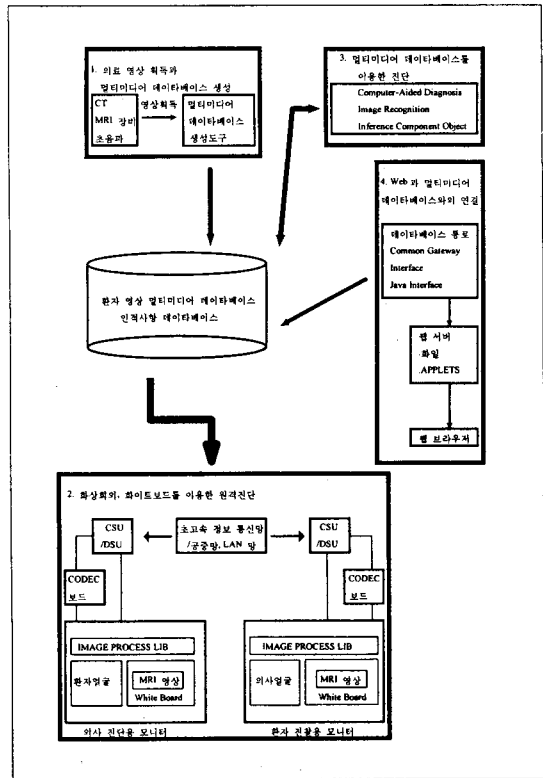 1. 의료 영상 획득과
멀티미디어 데이타베이스 생성
CT
MRI 장비
초음파
영상획득
멀티미디어
데이타베이스
생성도구
3. 멀티미디어 데이타베이스를
이용한 진단
Computer-Aided Diagnosis
Image Recognition
Inference Component Object
4. Web과 멀티미디어
데이타베이스와의 연결
데이타베이스 통로
Common Gateway
Interface
Java Interface
웹 서버
.화일
.APPLETS
웹 브라우저
환자 영상 멀티미디어 데이타베이스
인적사항 데이타베이스
2. 화상회의, 화이트보드를 이용한 원격진단
CSU
/DSU
초고속 정보 통신망
/공중망, LAN 망
CSU
/DSU
CODEC
보드
CODEC
보드
IMAGE PROCESS LIB
환자얼굴
MRI 영상
White Board
의사 진단용 모니터
IMAGE PROCESS LIB
의사얼굴
MRI 영상
White Board
환자 진찰용 모니터